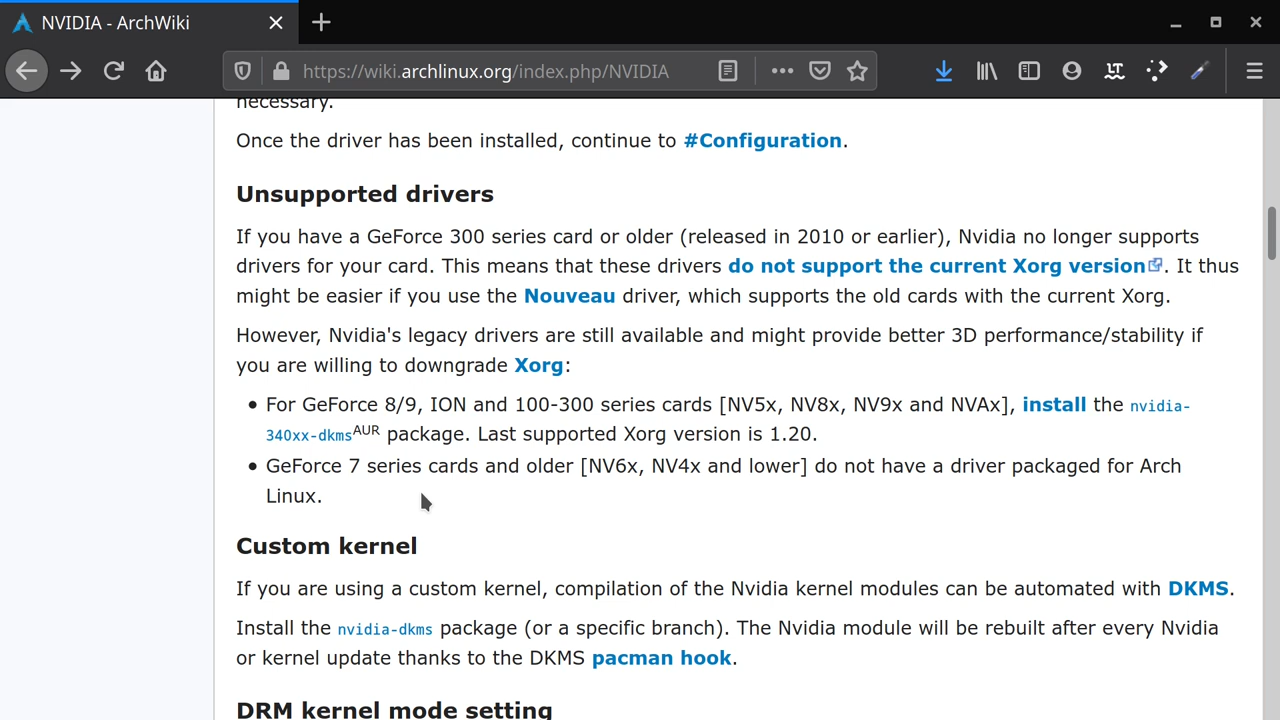 NVIDIA - ArchWiki
https://wiki.archlinux.org/index.php/NVIDIA
necessary.
Once the driver has been installed, continue to #Configuration.
Unsupported drivers
If you have a GeForce 300 series card or older (released in 2010 or earlier), Nvidia no longer supports
drivers for your card. This means that these drivers do not support the current Xorg version. It thus
might be easier if you use the Nouveau driver, which supports the old cards with the current Xorg.
However, Nvidia's legacy drivers are still available and might provide better 3D performance/stability if
you are willing to downgrade Xorg:
• For GeForce 8/9, ION and 100-300 series cards [NV5x, NV8x, NV9x and NVAx], install the nvidia-
340xx-dkmsAUR package. Last supported Xorg version is 1.20.
• GeForce 7 series cards and older [NV6x, NV4x and lower] do not have a driver packaged for Arch
Linux.
Custom kernel
If you are using a custom kernel, compilation of the Nvidia kernel modules can be automated with DKMS.
Install the nvidia-dkms package (or a specific branch). The Nvidia module will be rebuilt after every Nvidia
or kernel update thanks to the DKMS pacman hook.
DRM kernel mode setting